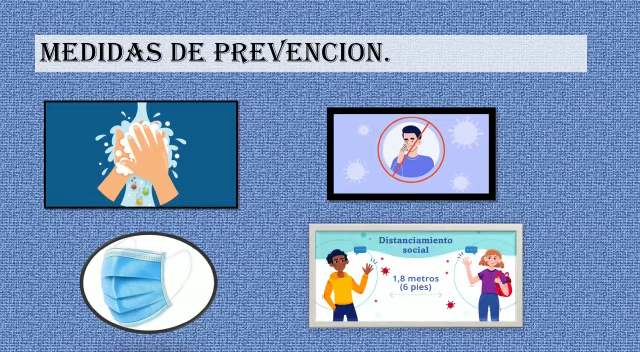 MEDIDAS DE PREVENCION.
Distanciamiento
social
1,8 metros
(6 pies)